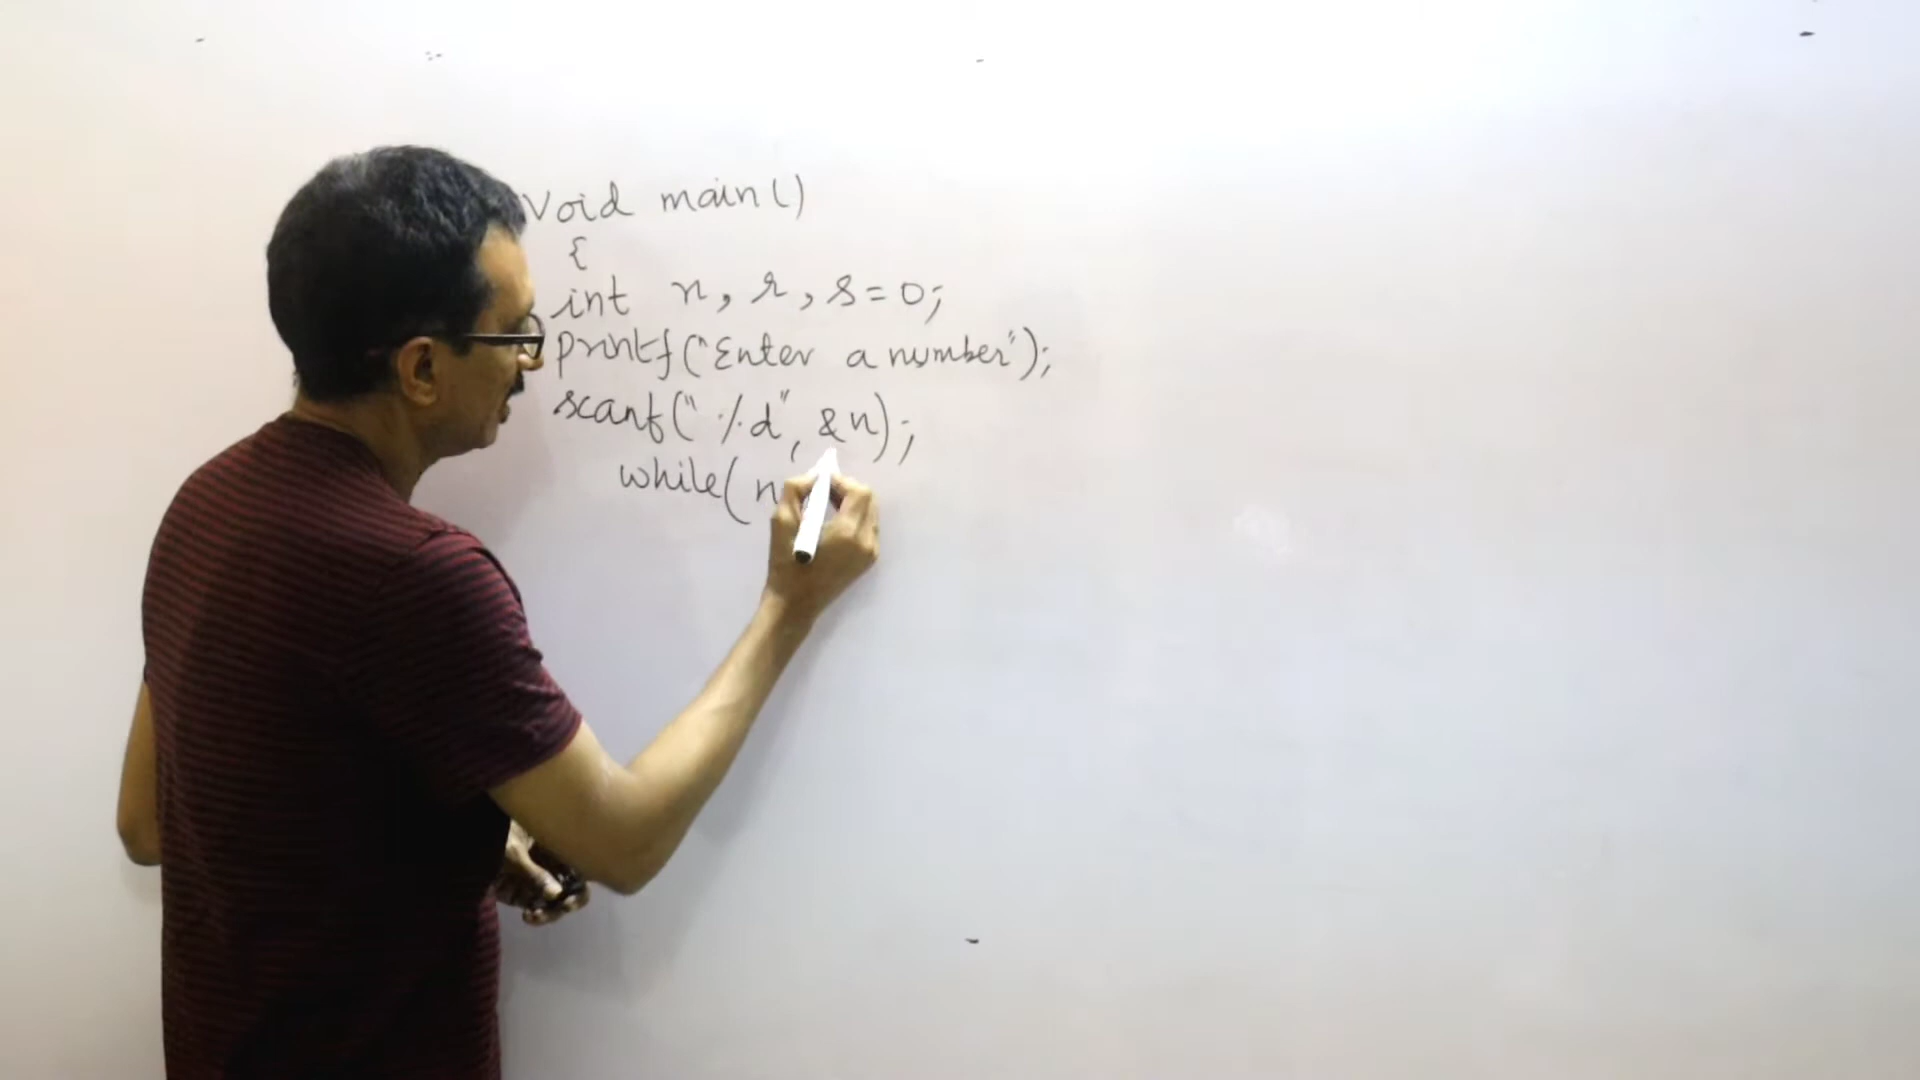 Void main()
{
int n, r, s=0;
printf("Enter a number");
scanf("%d", &n);
while(n